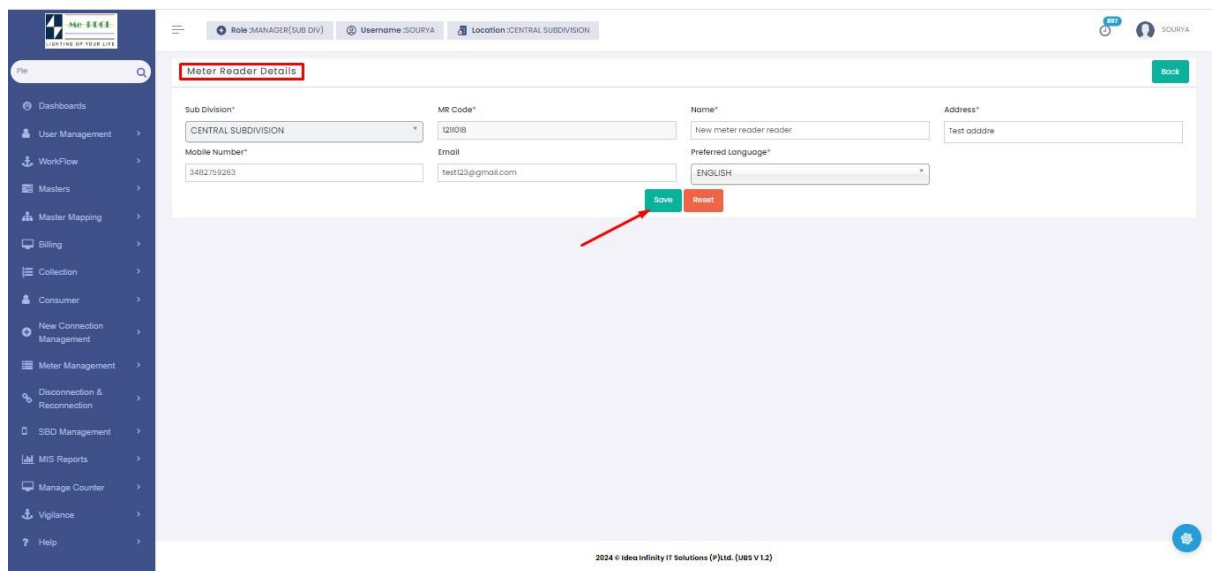 Me-PDCL
LIGHTING UP YOUR LIFE
Role :MANAGER(SUB DIV) Username :SOURYA Location :CENTRAL SUBDIVISION
897
SOURYA
Ple
Dashboards
User Management
WorkFlow
Masters
Master Mapping
Billing
Collection
Consumer
New Connection
Management
Meter Management
Disconnection &
Reconnection
SBD Management
MIS Reports
Manage Counter
Vigilance
Help
Meter Reader Details
Back
Sub Division* MR Code* Name* Address*
CENTRAL SUBDIVISION 1211018 New meter reader reader Test adddre
Mobile Number* Email Preferred Language*
3482759263 test123@gmail.com ENGLISH
Save Reset
2024 © Idea Infinity IT Solutions (P)Ltd. (UBS V 1.2)